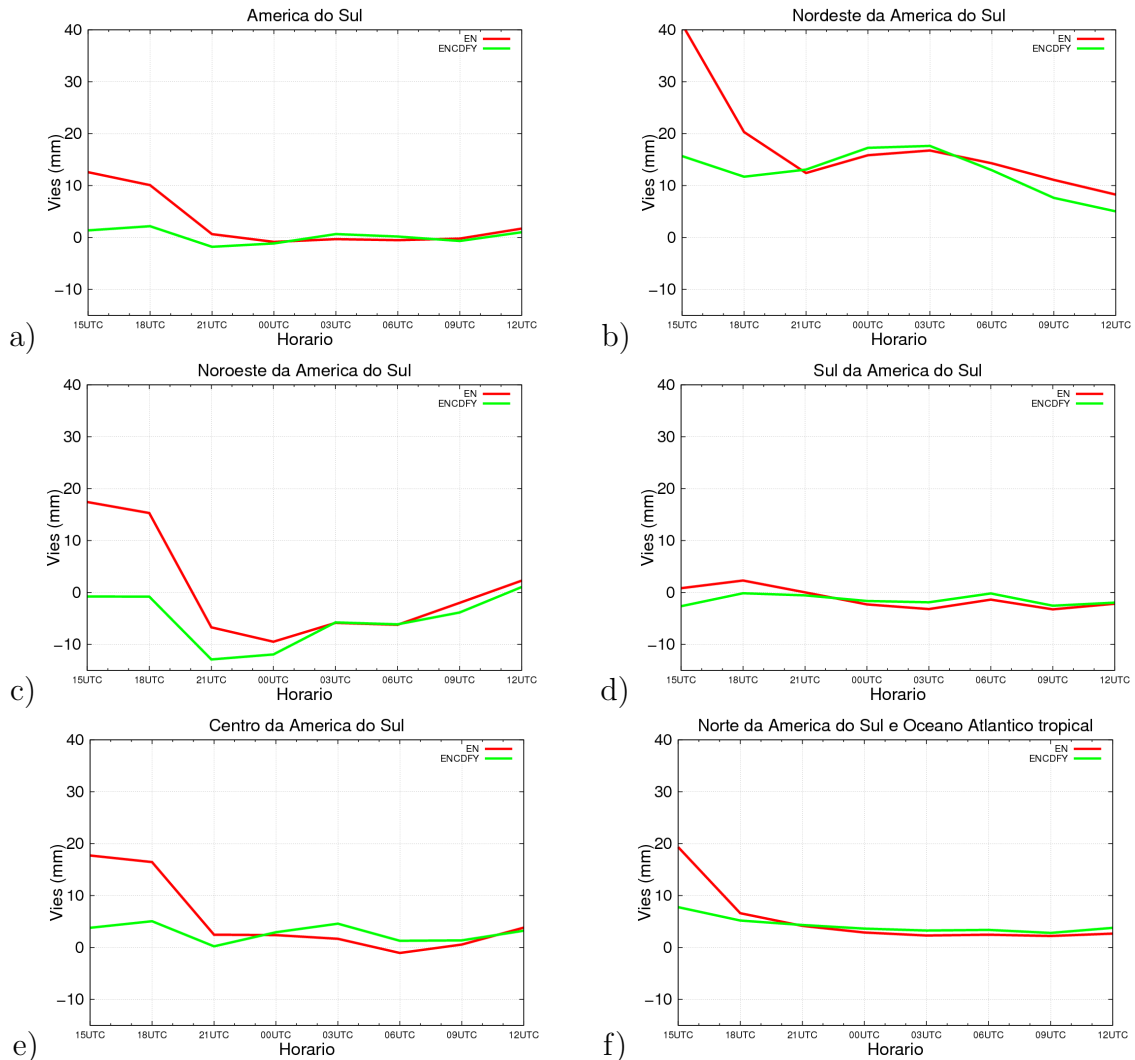 America do Sul
EN
ENCDFY
40
30
20
10
0
−10
Vies (mm)
15UTC 18UTC 21UTC 00UTC 03UTC 06UTC 09UTC 12UTC
Horario
a)
Nordeste da America do Sul
EN
ENCDFY
40
30
20
10
0
−10
Vies (mm)
15UTC 18UTC 21UTC 00UTC 03UTC 06UTC 09UTC 12UTC
Horario
b)
Noroeste da America do Sul
EN
ENCDFY
40
30
20
10
0
−10
Vies (mm)
15UTC 18UTC 21UTC 00UTC 03UTC 06UTC 09UTC 12UTC
Horario
c)
Sul da America do Sul
EN
ENCDFY
40
30
20
10
0
−10
Vies (mm)
15UTC 18UTC 21UTC 00UTC 03UTC 06UTC 09UTC 12UTC
Horario
d)
Centro da America do Sul
EN
ENCDFY
40
30
20
10
0
−10
Vies (mm)
15UTC 18UTC 21UTC 00UTC 03UTC 06UTC 09UTC 12UTC
Horario
e)
Norte da America do Sul e Oceano Atlantico tropical
EN
ENCDFY
40
30
20
10
0
−10
Vies (mm)
15UTC 18UTC 21UTC 00UTC 03UTC 06UTC 09UTC 12UTC
Horario
f)